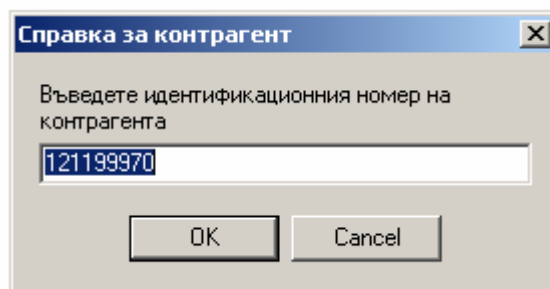 Справка за контрагент
Въведете идентификационния номер на
контрагента
121199970
OK
Cancel